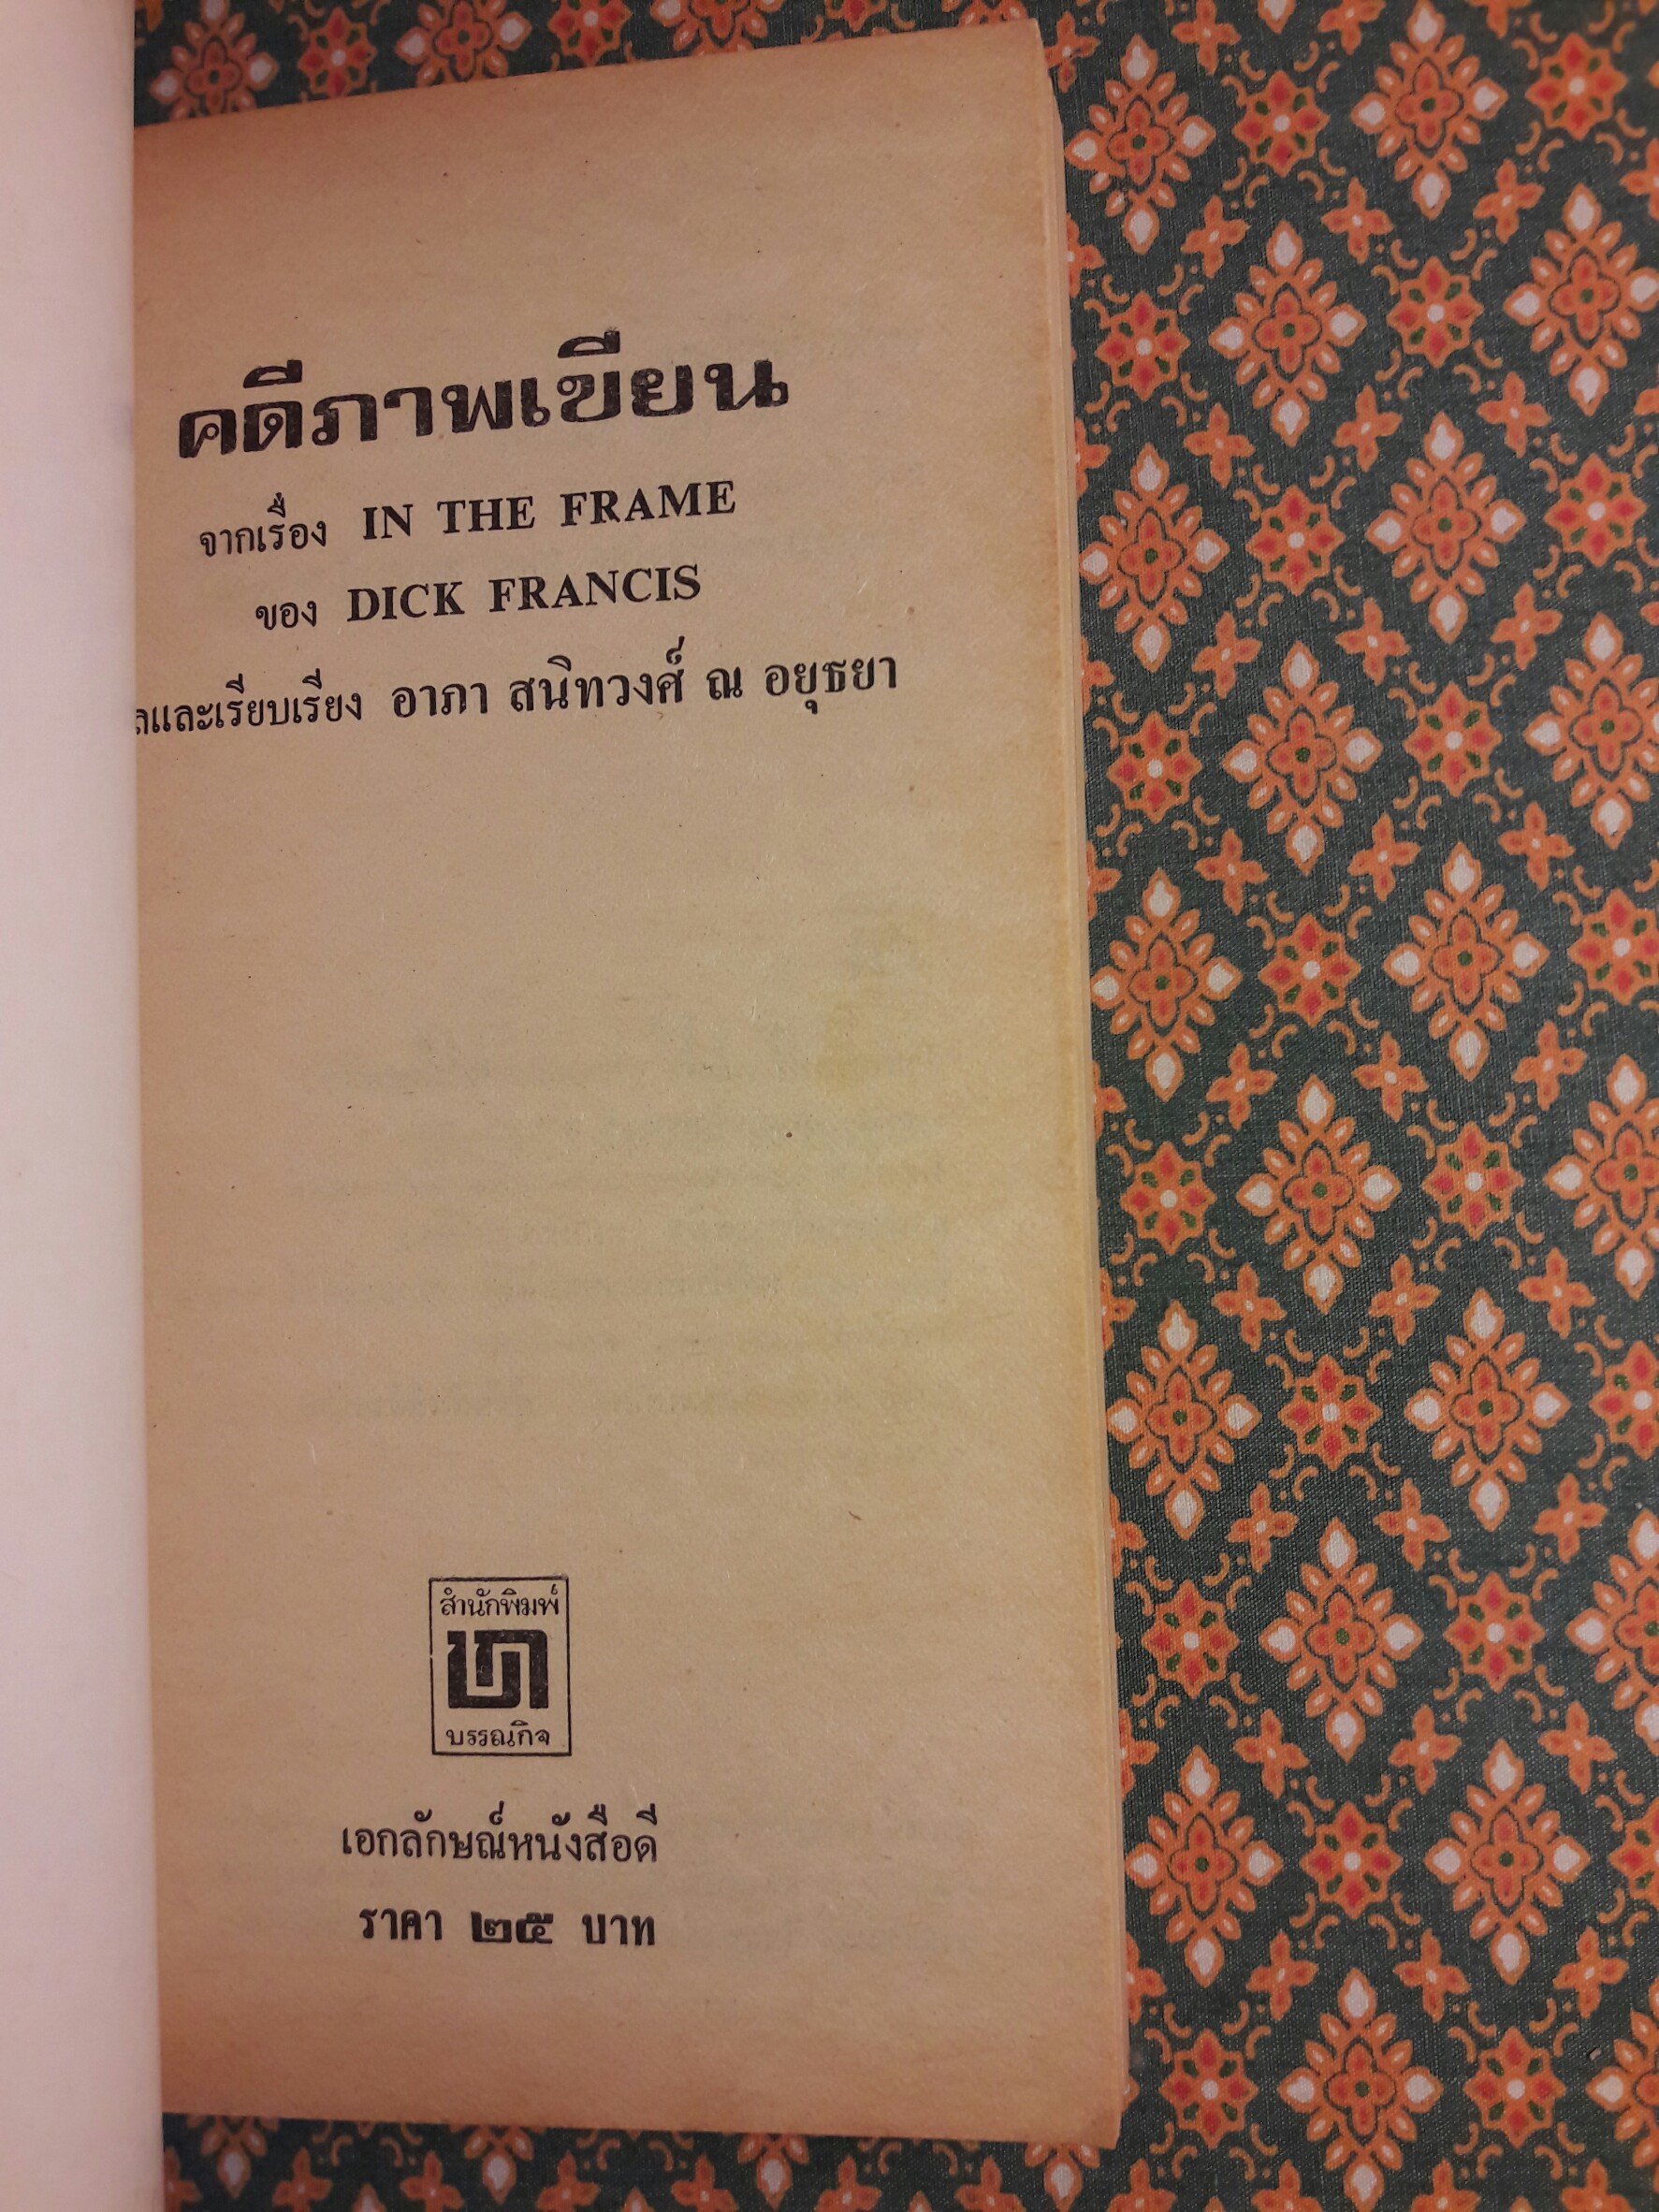 คดีภาพเขียน
จากเรื่อง IN THE FRAME
ของ DICK FRANCIS
ลและเรียบเรียง อาภา สนิทวงศ์ ณ อยุธยา
สำนักพิมพ์
บรรณกิจ
เอกลักษณ์หนังสือดี
ราคา ๒๕ บาท